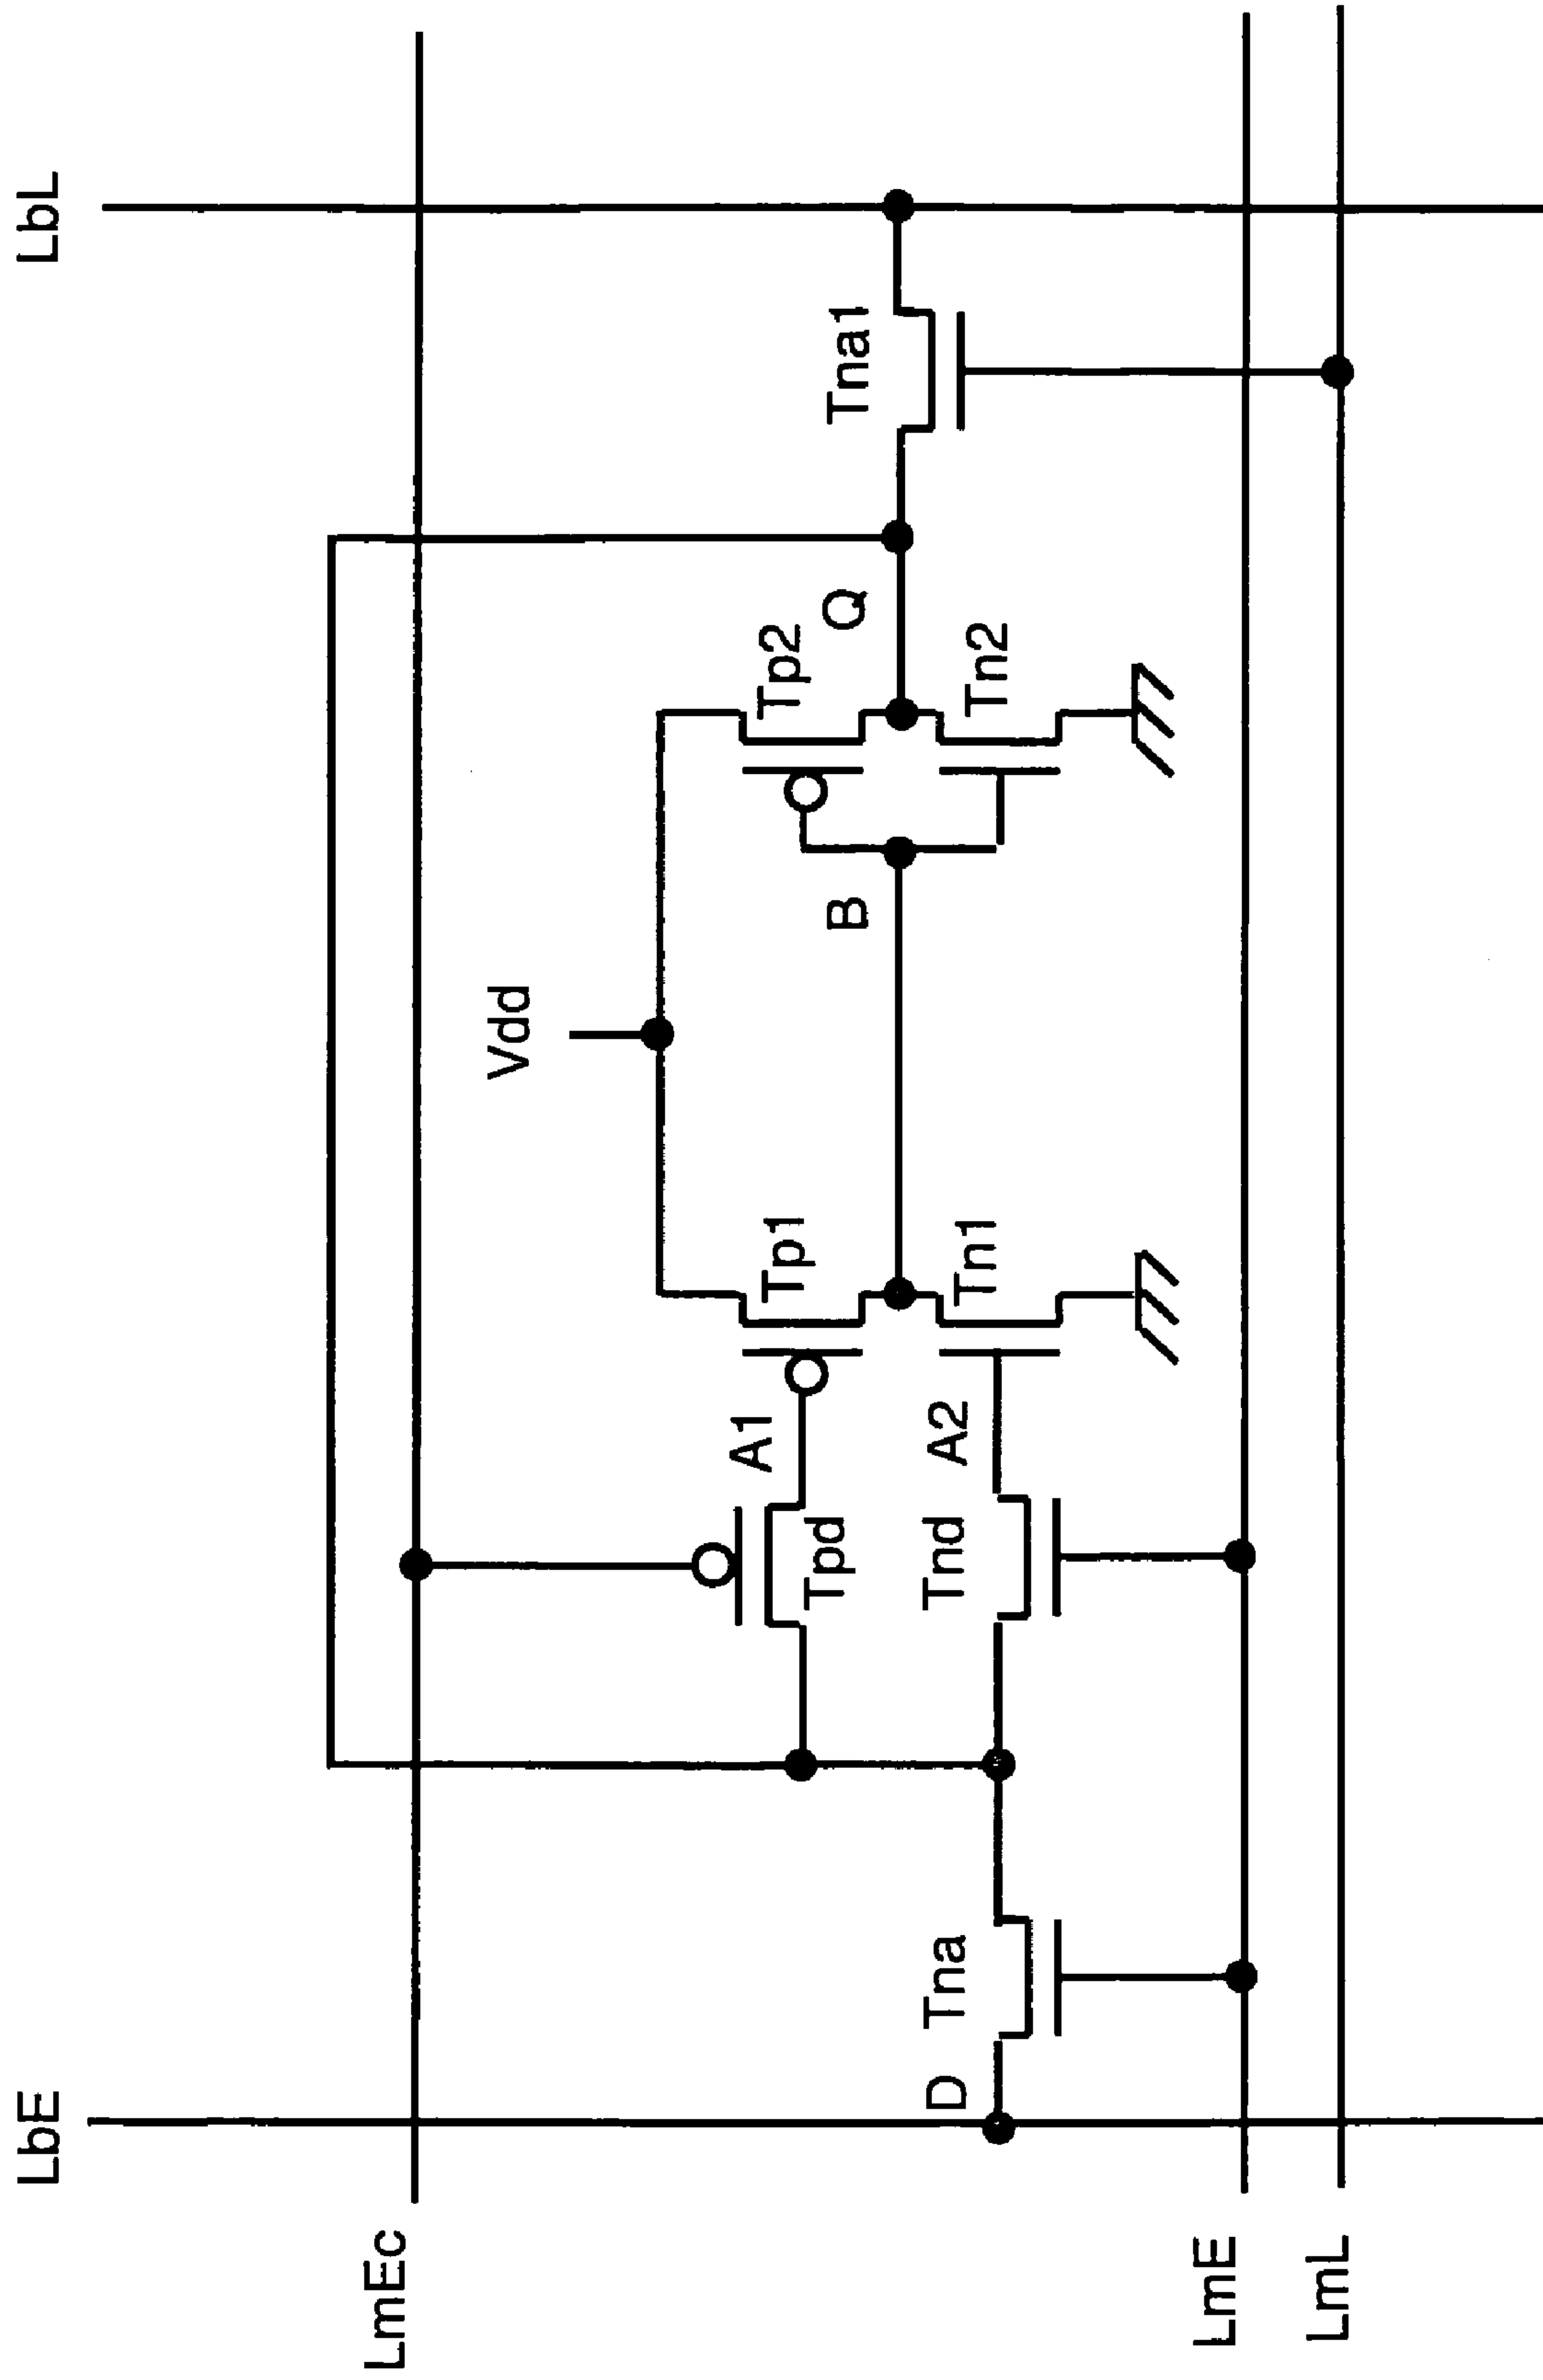 LbE
LbL
LmEc
Vdd
A1
Tp1
Tp2
Tpd
B
Q
Tna1
D
Tna
Tnd
A2
Tn1
Tn2
LmE
LmL